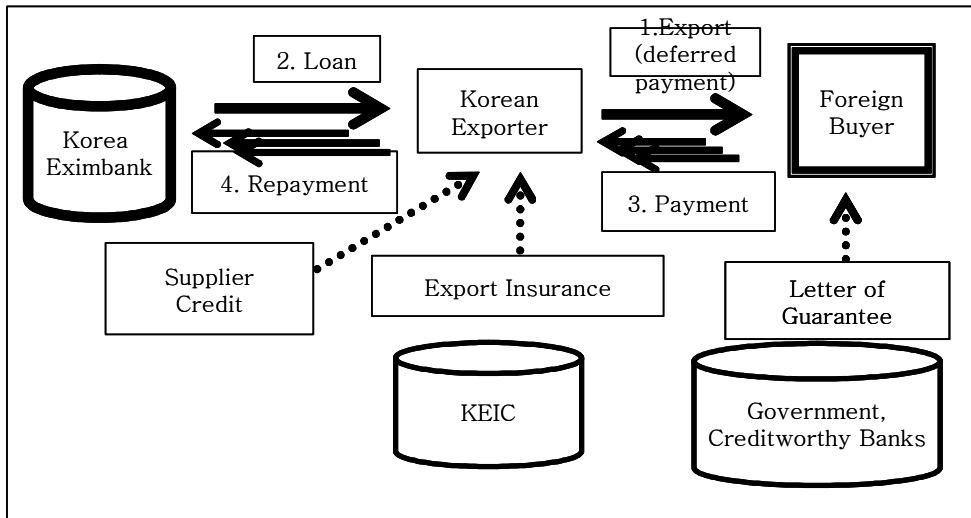 2. Loan
1.Export
(deferred
payment)
Korea
Eximbank
Korean
Exporter
Foreign
Buyer
4. Repayment
3. Payment
Supplier
Credit
Export Insurance
Letter of
Guarantee
KEIC
Government,
Creditworthy Banks